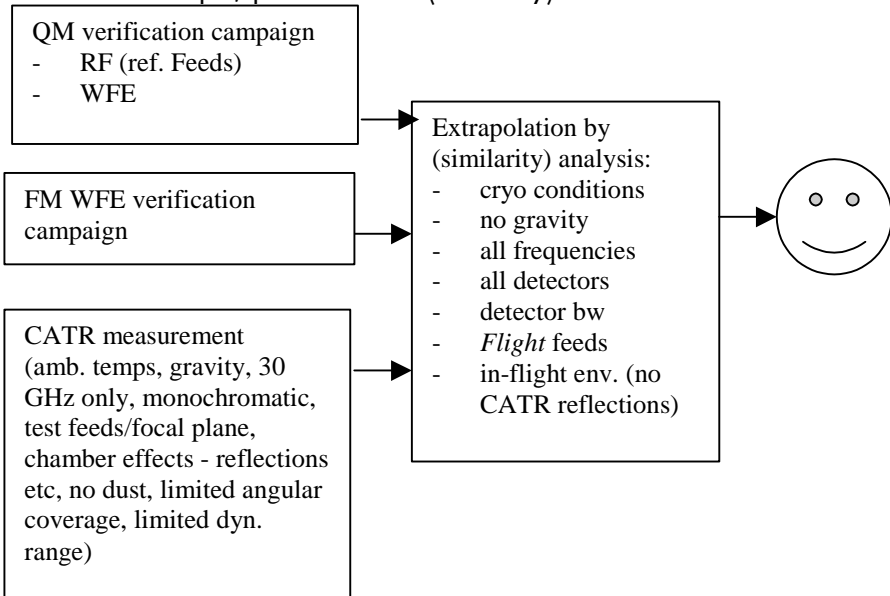 QM verification campaign
- RF (ref. Feeds)
- WFE
Extrapolation by
(similarity) analysis:
- cryo conditions
- no gravity
- all frequencies
- all detectors
- detector bw
- Flight feeds
- in-flight env. (no
CATR reflections)
FM WFE verification
campaign
CATR measurement
(amb. temps, gravity, 30
GHz only, monochromatic,
test feeds/focal plane,
chamber effects - reflections
etc, no dust, limited angular
coverage, limited dyn.
range)